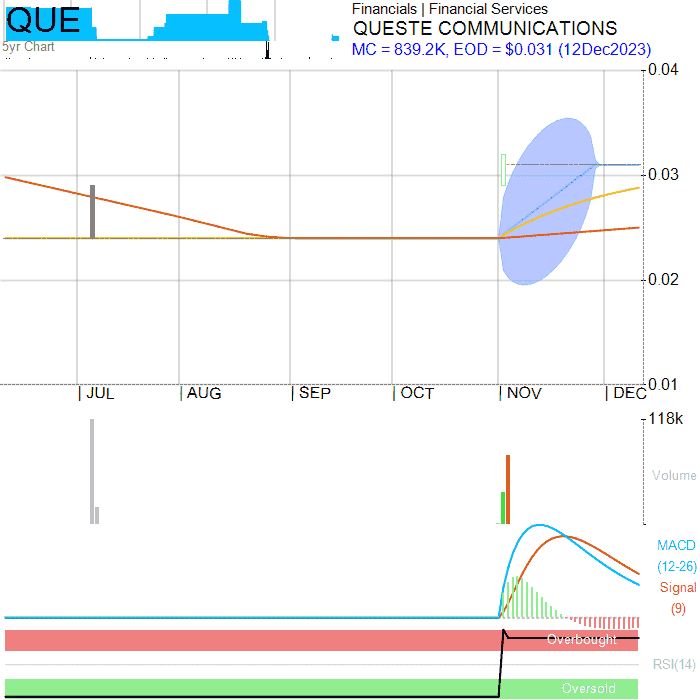 QUE
5yr Chart
Financials | Financial Services
QUESTE COMMUNICATIONS
MC = 839.2K, EOD = $0.031 (12Dec2023)
0.04
0.03
0.02
0.01
| JUL | AUG | SEP | OCT | NOV | DEC
118k
Volume
MACD
(12-26)
Signal
(9)
Overbought
RSI(14)
Oversold